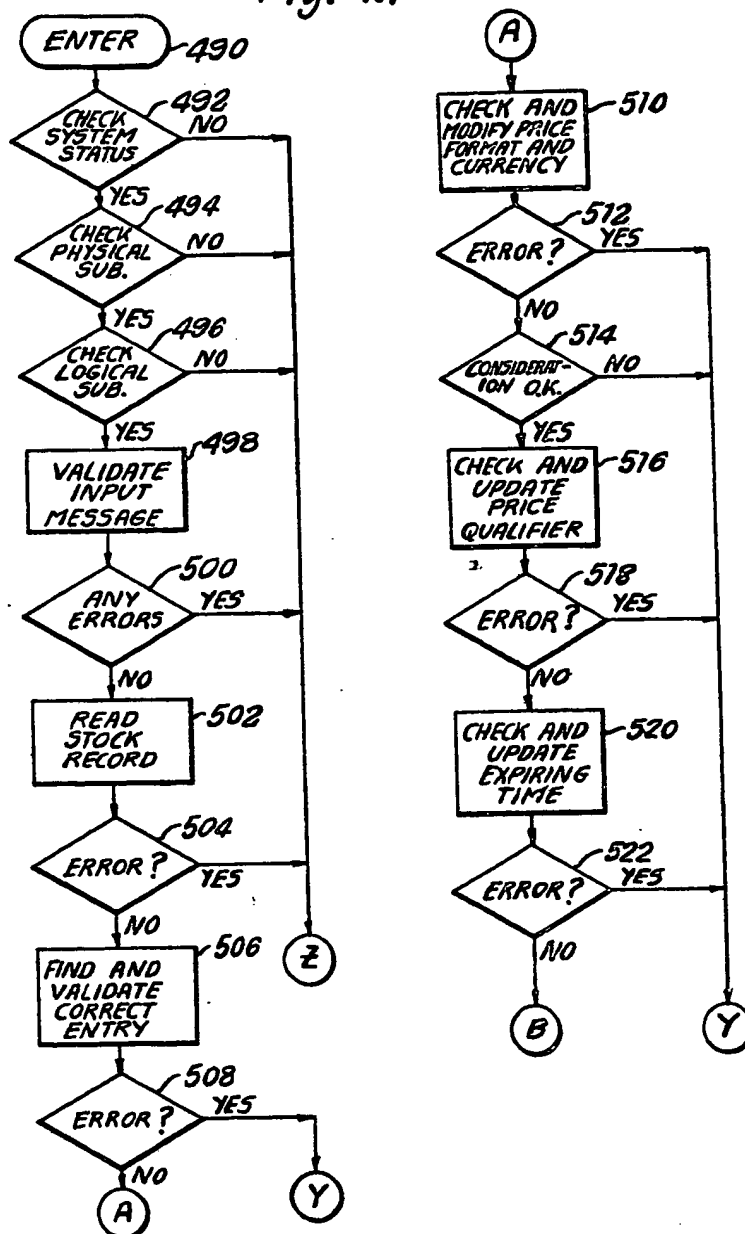 Fig.
ENTER
490
492
CHECK
SYSTEM
STATUS
NO
YES
494
CHECK
PHYSICAL
SUB.
NO
YES
496
CHECK
LOGICAL
SUB.
NO
YES
498
VALIDATE
INPUT
MESSAGE
500
ANY
ERRORS
YES
NO
502
READ
STOCK
RECORD
504
ERROR?
YES
NO
Z
506
FIND AND
VALIDATE
CORRECT
ENTRY
508
ERROR?
YES
NO
A
Y
A
510
CHECK AND
MODIFY PRICE
FORMAT AND
CURRENCY
512
ERROR?
YES
NO
514
CONSIDERAT-
ION O.K.
NO
YES
516
CHECK AND
UPDATE
PRICE
QUALIFIER
2.
518
ERROR?
YES
NO
520
CHECK AND
UPDATE
EXPIRING
TIME
522
ERROR?
YES
NO
B
Y